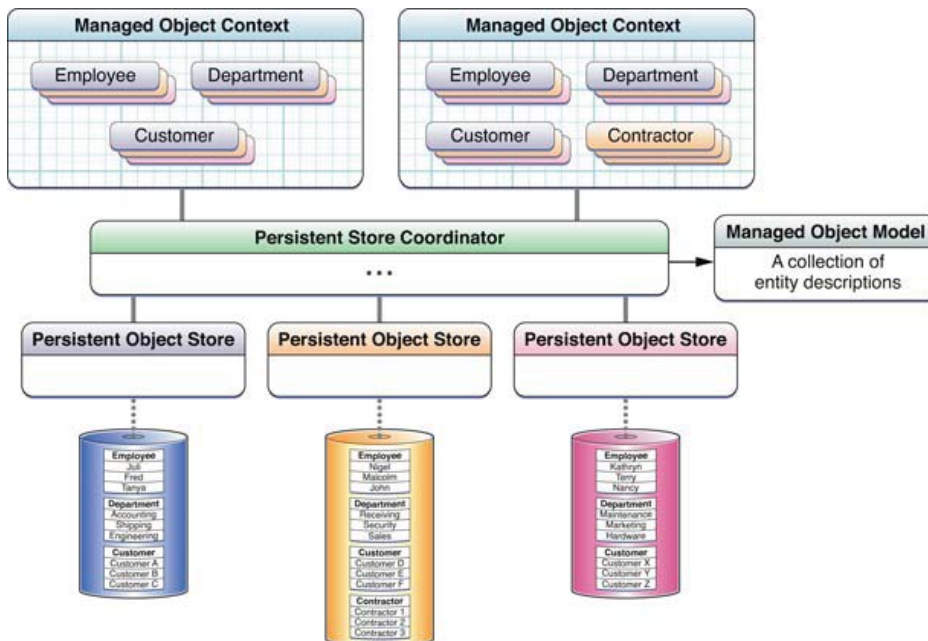 Managed Object Context
Employee
Department
Customer
Managed Object Context
Employee
Department
Customer
Contractor
Persistent Store Coordinator
...
Managed Object Model
A collection of
entity descriptions
Persistent Object Store
Persistent Object Store
Persistent Object Store
Employee
Juli
Fred
Tanya
Department
Accounting
Shipping
Engineering
Customer
Customer A
Customer B
Customer C
Employee
Nigel
Malcolm
John
Department
Receiving
Security
Sales
Customer
Customer D
Customer E
Customer F
Contractor
Contractor 1
Contractor 2
Contractor 3
Employee
Kathryn
Terry
Nancy
Department
Maintenance
Marketing
Hardware
Customer
Customer X
Customer Y
Customer Z